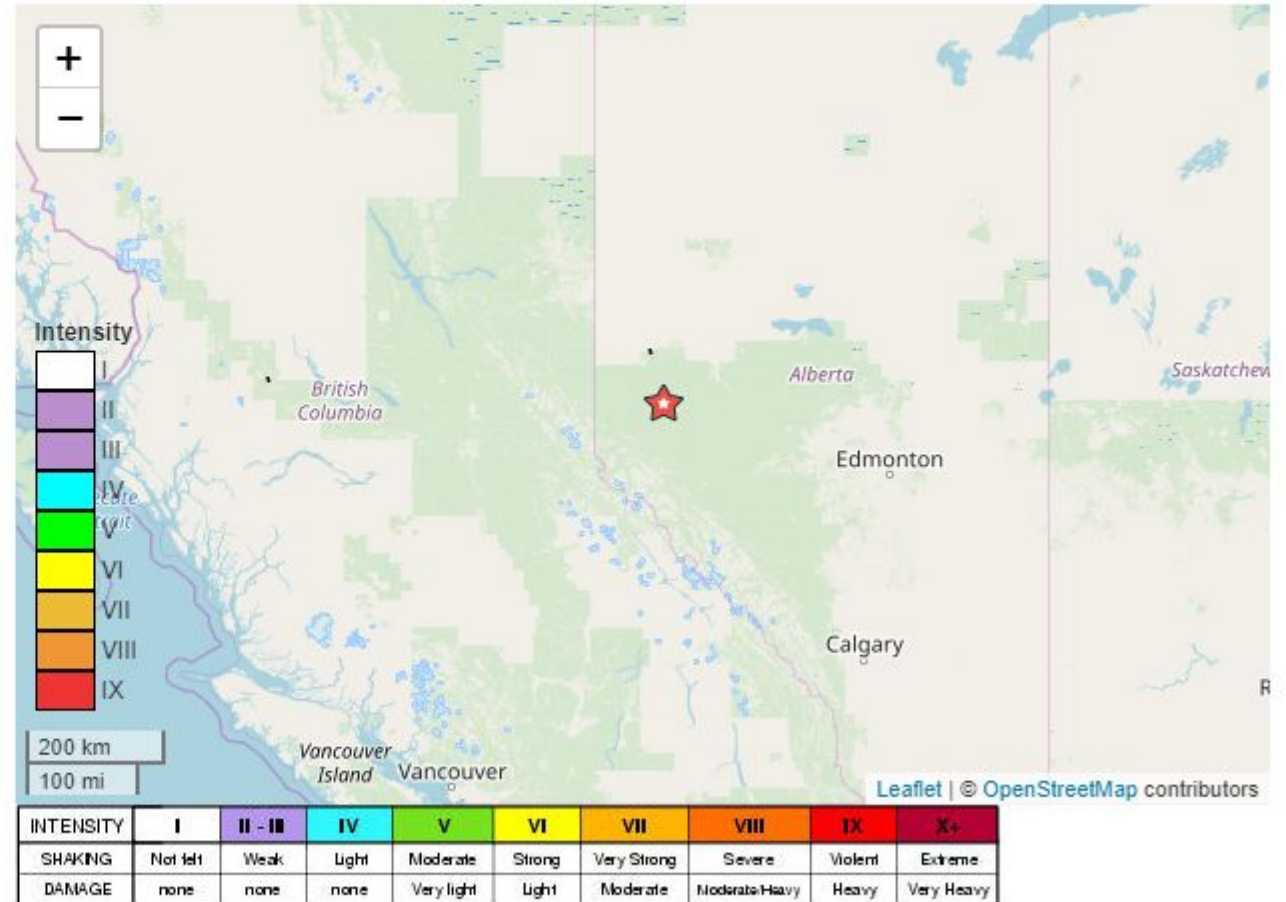 +
−
Intensity
I
II
III
IV
V
VI
VII
VIII
IX
British
Columbia
Alberta
Saskatchew
Edmonton
Calgary
R
Vancouver
Island
Vancouver
200 km
100 mi
Leaflet | © OpenStreetMap contributors
INTENSITY I II - III IV V VI VII VIII IX X+
SHAKING Not felt Weak Light Moderate Strong Very Strong Severe Violent Extreme
DAMAGE none none none Very light Light Moderate Moderate/Heavy Heavy Very Heavy